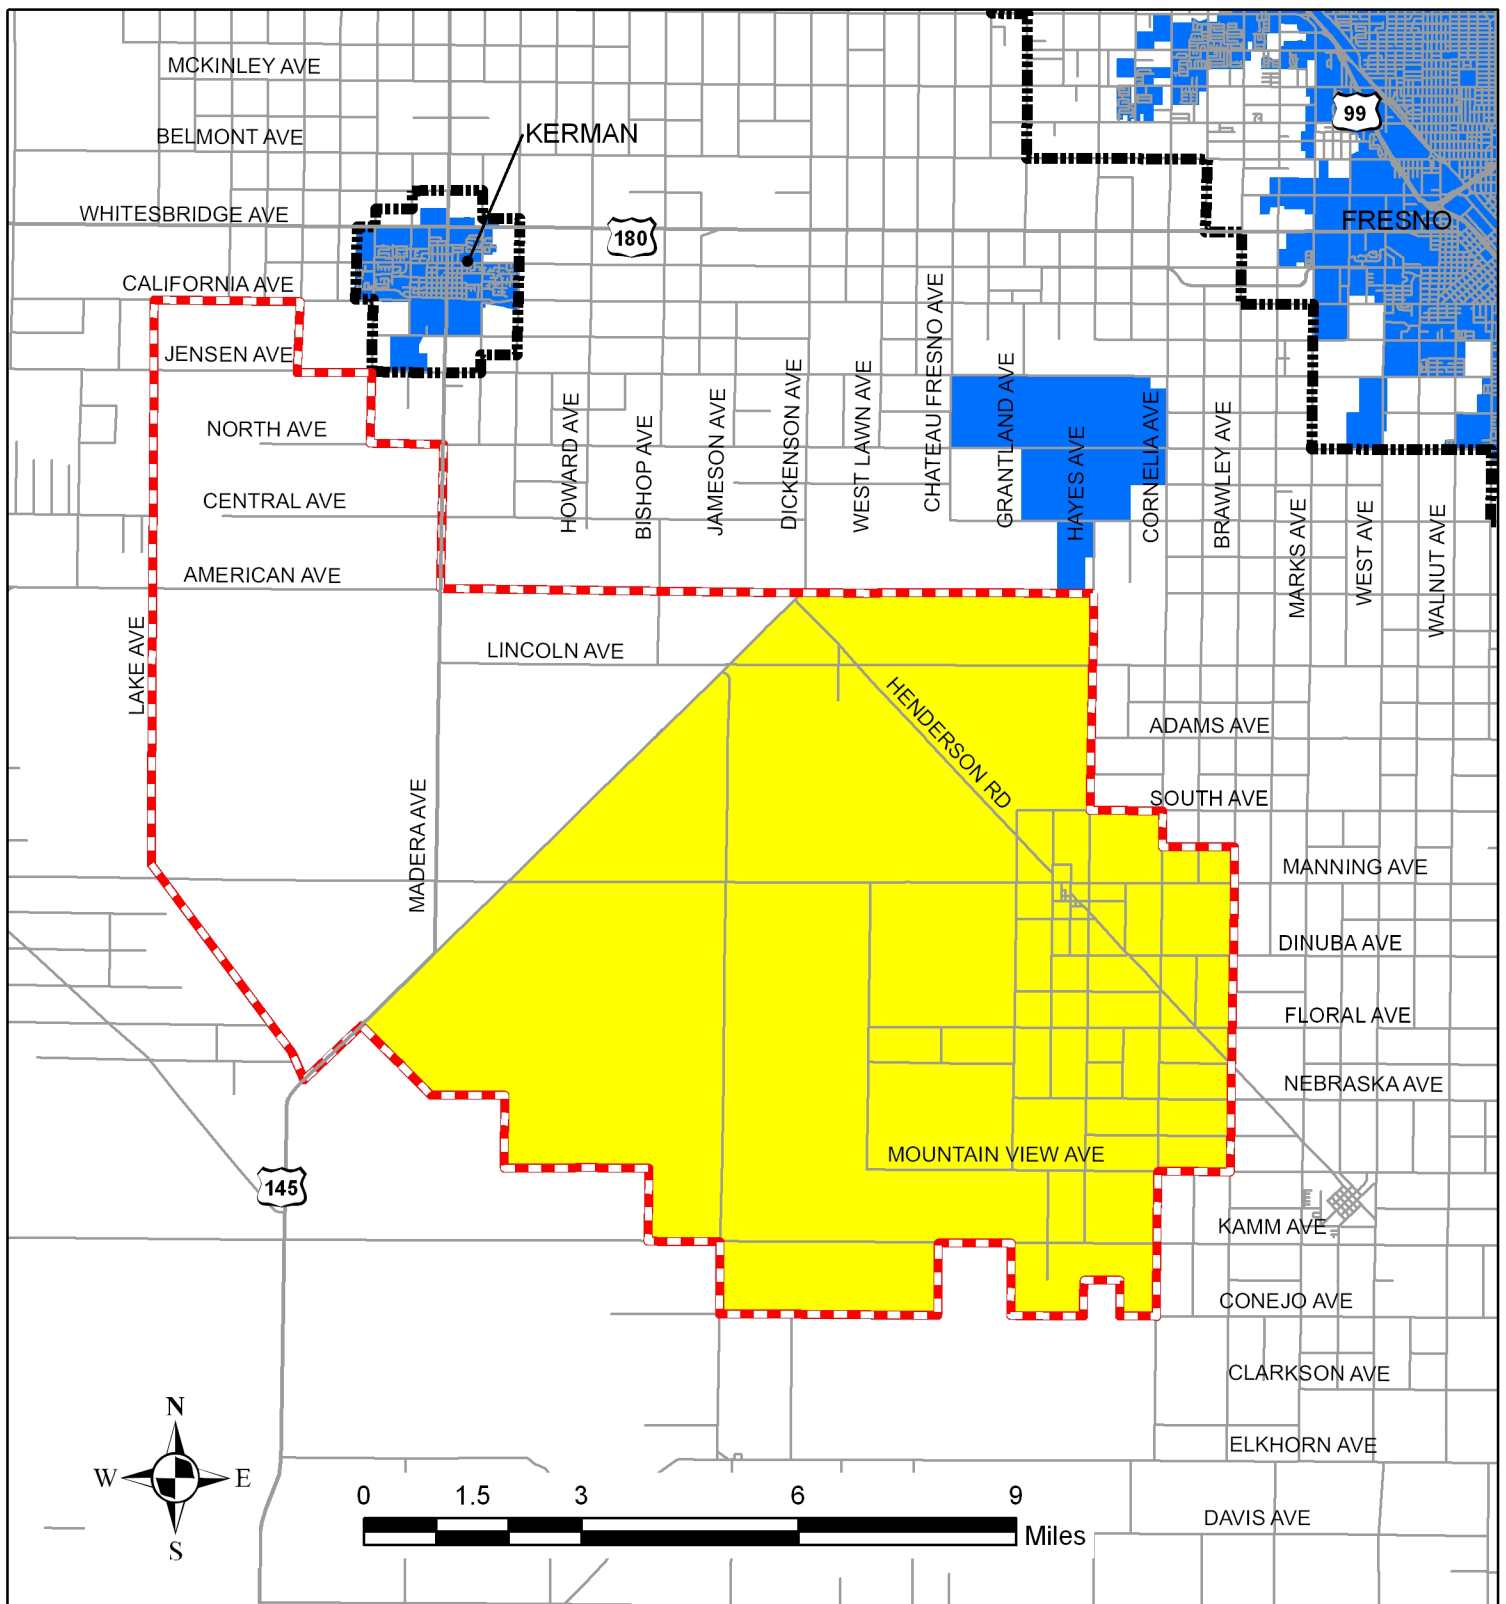 MCKINLEY AVE
99
BELMONT AVE
KERMAN
WHITESBRIDGE AVE
FRESNO
180
CALIFORNIA AVE
JENSEN AVE
NORTH AVE
CENTRAL AVE
AMERICAN AVE
HOWARD AVE
BISHOP AVE
JAMESON AVE
DICKENSON AVE
WEST LAWN AVE
CHATEAU FRESNO AVE
GRANTLAND AVE
HAYES AVE
CORNELIA AVE
BRAWLEY AVE
MARKS AVE
WEST AVE
WALNUT AVE
LAKE AVE
LINCOLN AVE
HENDERSON RD
ADAMS AVE
SOUTH AVE
MADERA AVE
MANNING AVE
DINUBA AVE
FLORAL AVE
NEBRASKA AVE
MOUNTAIN VIEW AVE
145
KAMM AVE
CONEJO AVE
CLARKSON AVE
ELKHORN AVE
DAVIS AVE
N
W E
S
0 1.5 3 6 9
Miles